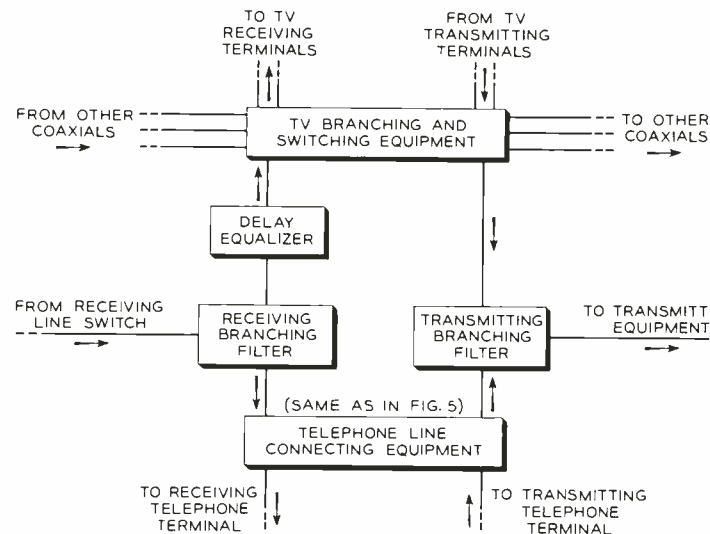 TO TV
RECEIVING
TERMINALS
FROM TV
TRANSMITTING
TERMINALS
FROM OTHER
COAXIALS
TV BRANCHING AND
SWITCHING EQUIPMENT
TO OTHER
COAXIALS
DELAY
EQUALIZER
FROM RECEIVING
LINE SWITCH
RECEIVING
BRANCHING
FILTER
TRANSMITTING
BRANCHING
FILTER
TO TRANSMITT
EQUIPMENT
(SAME AS IN FIG. 5)
TELEPHONE LINE
CONNECTING EQUIPMENT
TO RECEIVING
TELEPHONE
TERMINAL
TO TRANSMITTING
TELEPHONE
TERMINAL